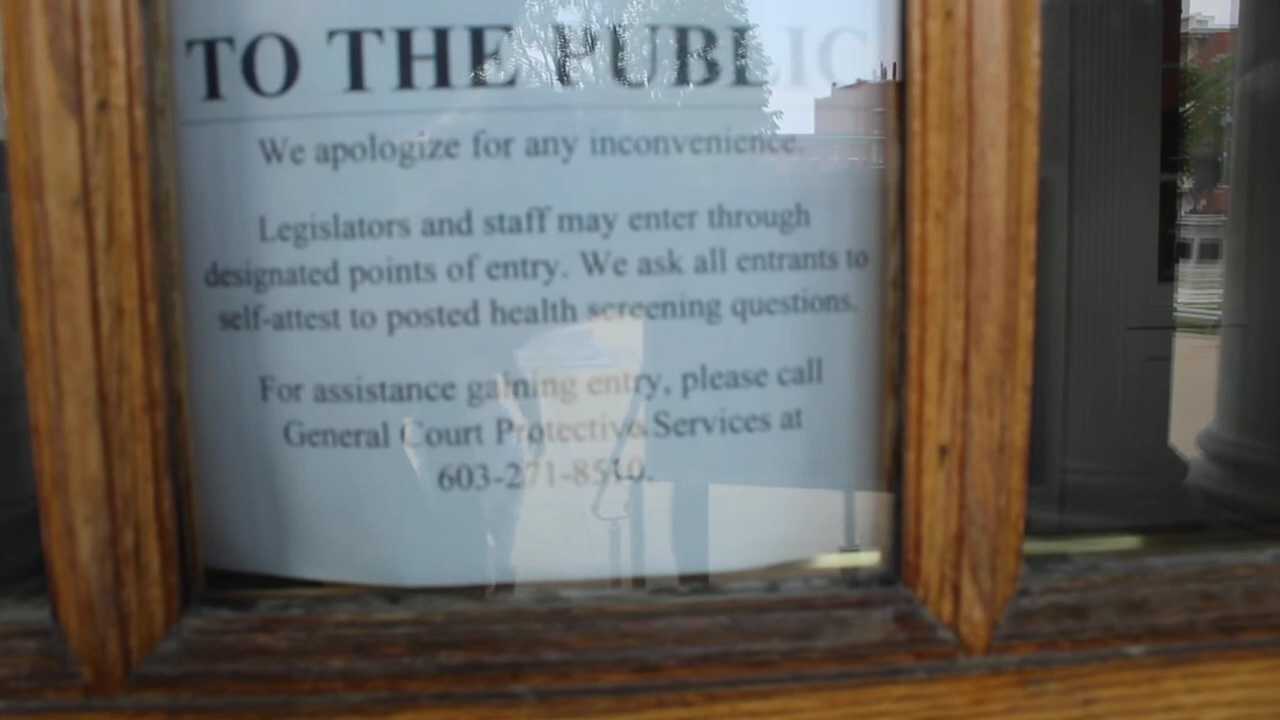 TO THE PUBLIC
We apologize for any inconvenience.
Legislators and staff may enter through
designated points of entry. We ask all entrants to
self-attest to posted health screening questions.
For assistance gaining entry, please call
General Court Protective Services at
603-271-8510.